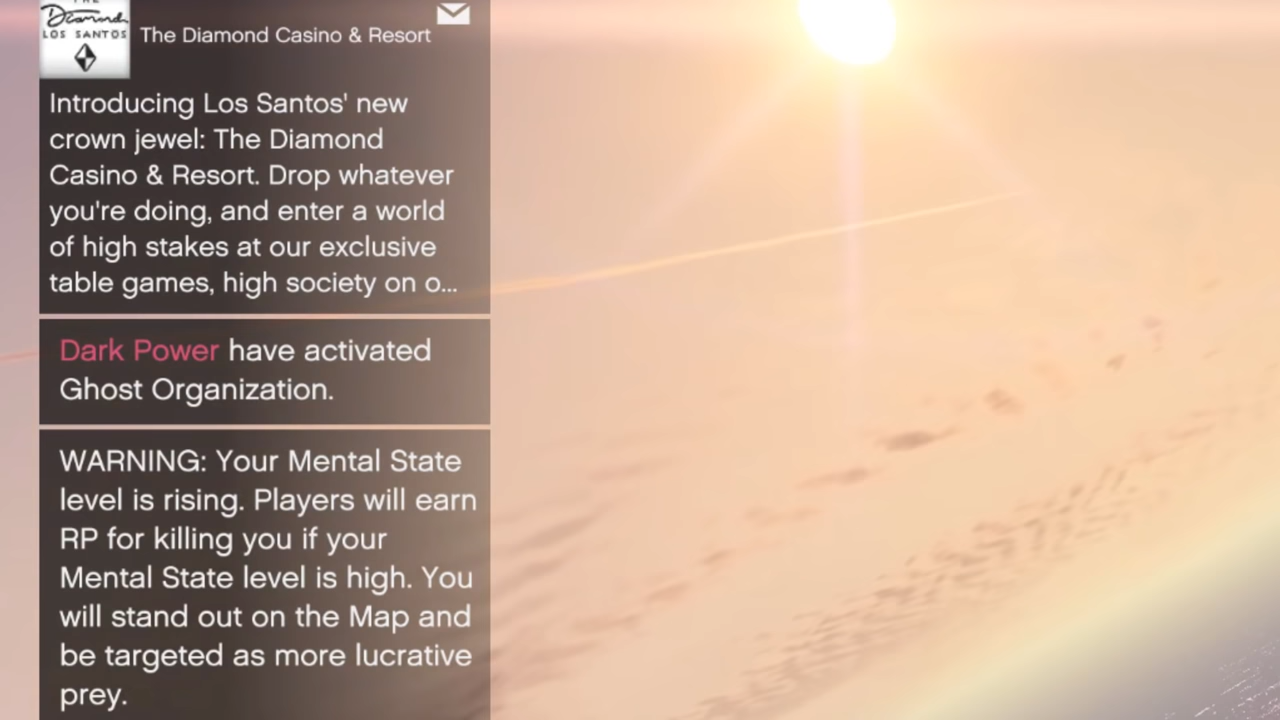 THE
Diamond
LOS SANTOS
The Diamond Casino & Resort
Introducing Los Santos' new
crown jewel: The Diamond
Casino & Resort. Drop whatever
you're doing, and enter a world
of high stakes at our exclusive
table games, high society on o...
Dark Power have activated
Ghost Organization.
WARNING: Your Mental State
level is rising. Players will earn
RP for killing you if your
Mental State level is high. You
will stand out on the Map and
be targeted as more lucrative
prey.